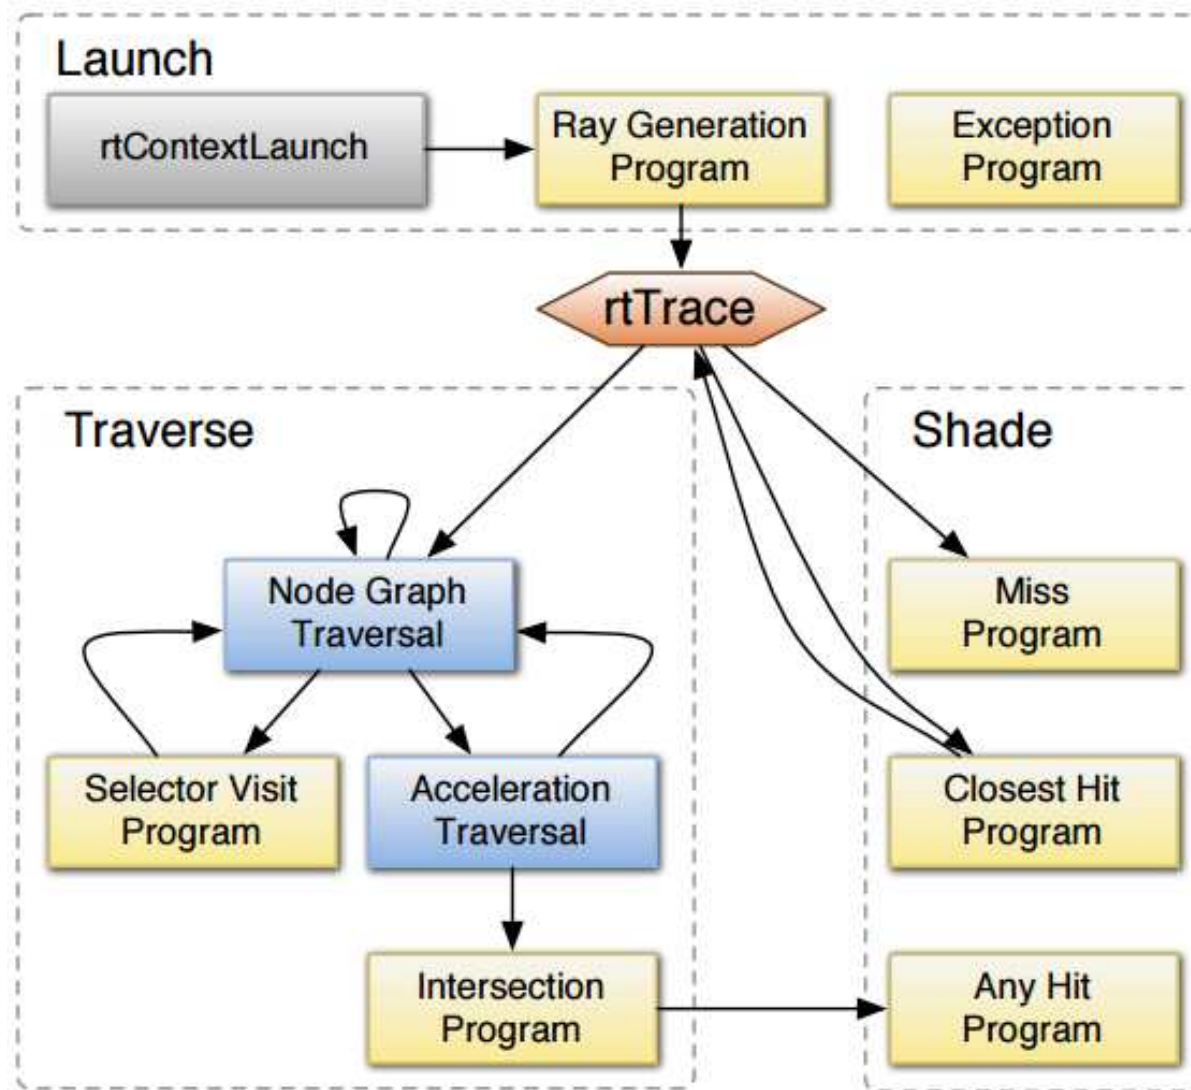 Launch
rtContextLaunch
Ray Generation
Program
Exception
Program
rtTrace
Traverse
Shade
Node Graph
Traversal
Miss
Program
Selector Visit
Program
Acceleration
Traversal
Closest Hit
Program
Intersection
Program
Any Hit
Program